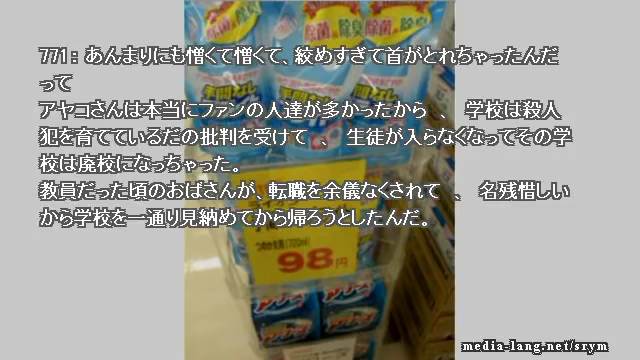 除菌 除臭 除菌 除臭
771： あんまりにも憎くて憎くて、絞めすぎて首がとれちゃったんだ
って
アヤコさんは本当にファンの人達が多かったから　、　学校は殺人
犯を育てているだの批判を受けて　、　生徒が入らなくなってその学
校は廃校になっちゃった。
教員だった頃のおばさんが、転職を余儀なくされて　、　名残惜しい
から学校を一通り見納めてから帰ろうとしたんだ。
98円
media-lang.net/srym